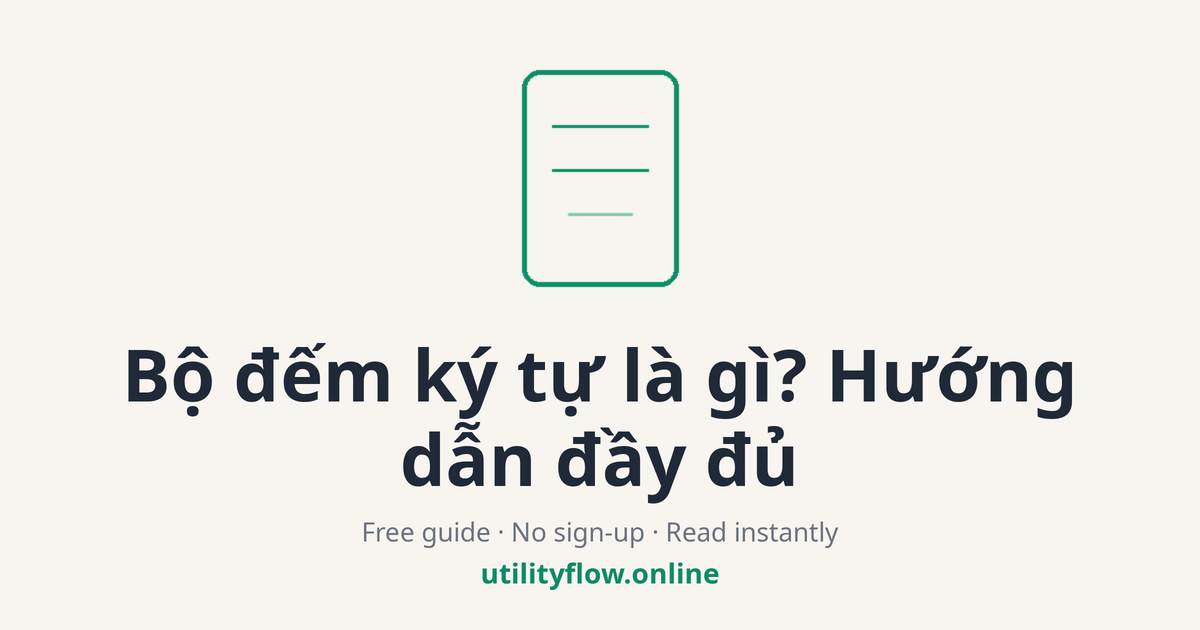 Bộ đếm ký tự là gì? Hướng
dẫn đầy đủ
Free guide · No sign-up · Read instantly
utilityflow.online